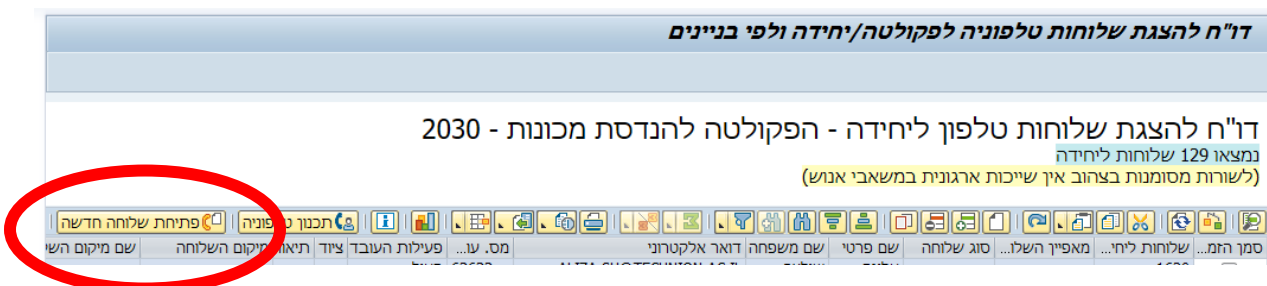 דו"ח להצגת שלוחות טלפוניה לפקולטה/יחידה ולפי בניינים
דו"ח להצגת שלוחות טלפון ליחידה - הפקולטה להנדסת מכונות - 2030
נמצאו 129 שלוחות ליחידה
(לשורות מסומנות בצהוב אין שייכות ארגונית במשאבי אנוש)
תכנון טלפוניה פתיחת שלוחה חדשה
סמן הזמ... שלוחות ליחי... מאפיין השלו... סוג שלוחה שם פרטי שם משפחה דואר אלקטרוני מס. עו... פעילות העובד ציוד תיאור מיקום השלוחה שם מיקום השי